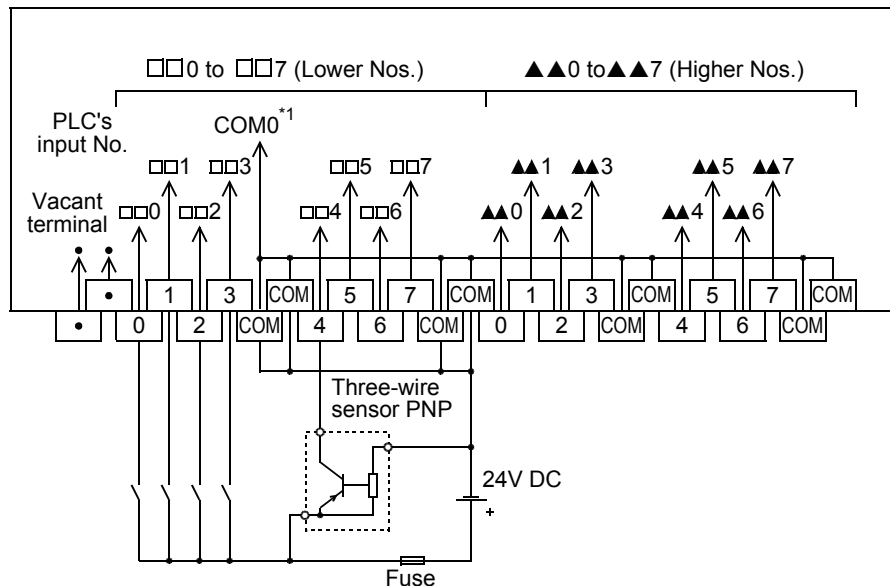 □□0 to □□7 (Lower Nos.) ▲▲0 to▲▲7 (Higher Nos.)
PLC's
input No.
COM0*1
□□1 □□3 □□5 □□7 ▲▲1 ▲▲3 ▲▲5 ▲▲7
Vacant
terminal
□□0 □□2 □□4 □□6 ▲▲0 ▲▲2 ▲▲4 ▲▲6
• •
• 1 3 COM 5 7 COM 1 3 COM 5 7 COM
• 0 2 COM 4 6 COM 0 2 COM 4 6 COM
Three-wire
sensor PNP
24V DC
+
Fuse